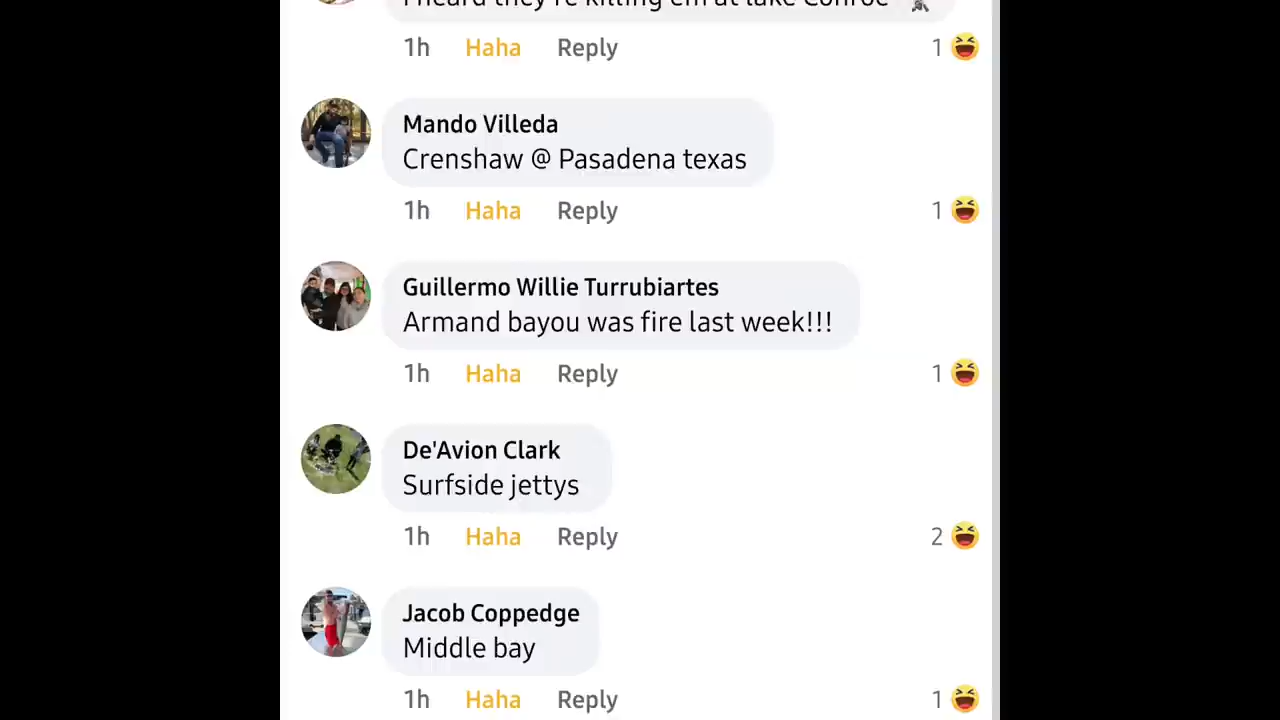 I heard they're killing em at lake Conroe
1h Haha Reply 1
Mando Villeda
Crenshaw @ Pasadena texas
1h Haha Reply 1
Guillermo Willie Turrubiartes
Armand bayou was fire last week!!!
1h Haha Reply 1
De'Avion Clark
Surfside jettys
1h Haha Reply 2
Jacob Coppedge
Middle bay
1h Haha Reply 1